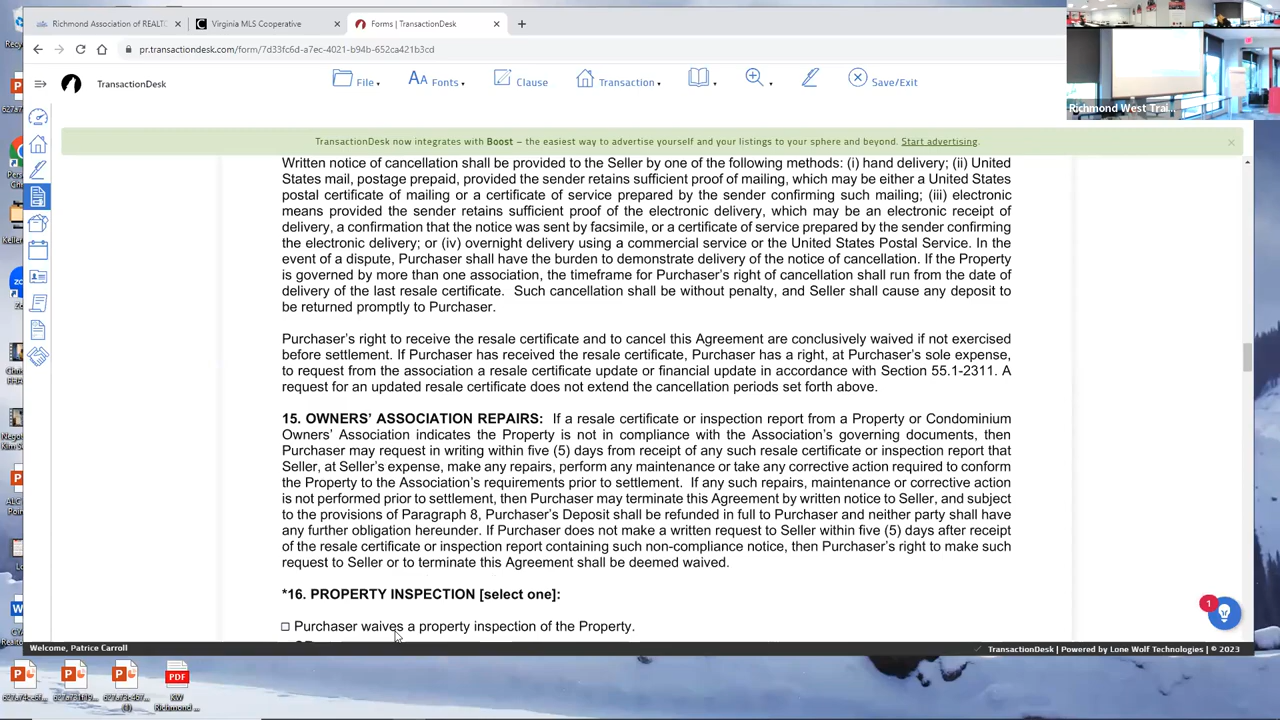 Richmond Association of REALTO
Virginia MLS Cooperative
Forms | TransactionDesk
pr.transactiondesk.com/form/7d33fc6d-a7ec-4021-b94b-652ca421b3cd
TransactionDesk
File
Fonts
Clause
Transaction
Save/Exit
Richmond West Trai...
TransactionDesk now integrates with Boost – the easiest way to advertise yourself and your listings to your sphere and beyond. Start advertising.
Written notice of cancellation shall be provided to the Seller by one of the following methods: (i) hand delivery; (ii) United
States mail, postage prepaid, provided the sender retains sufficient proof of mailing, which may be either a United States
postal certificate of mailing or a certificate of service prepared by the sender confirming such mailing; (iii) electronic
means provided the sender retains sufficient proof of the electronic delivery, which may be an electronic receipt of
delivery, a confirmation that the notice was sent by facsimile, or a certificate of service prepared by the sender confirming
the electronic delivery; or (iv) overnight delivery using a commercial service or the United States Postal Service. In the
event of a dispute, Purchaser shall have the burden to demonstrate delivery of the notice of cancellation. If the Property
is governed by more than one association, the timeframe for Purchaser's right of cancellation shall run from the date of
delivery of the last resale certificate. Such cancellation shall be without penalty, and Seller shall cause any deposit to
be returned promptly to Purchaser.
Purchaser's right to receive the resale certificate and to cancel this Agreement are conclusively waived if not exercised
before settlement. If Purchaser has received the resale certificate, Purchaser has a right, at Purchaser's sole expense,
to request from the association a resale certificate update or financial update in accordance with Section 55.1-2311. A
request for an updated resale certificate does not extend the cancellation periods set forth above.
15. OWNERS' ASSOCIATION REPAIRS: If a resale certificate or inspection report from a Property or Condominium
Owners' Association indicates the Property is not in compliance with the Association's governing documents, then
Purchaser may request in writing within five (5) days from receipt of any such resale certificate or inspection report that
Seller, at Seller's expense, make any repairs, perform any maintenance or take any corrective action required to conform
the Property to the Association's requirements prior to settlement. If any such repairs, maintenance or corrective action
is not performed prior to settlement, then Purchaser may terminate this Agreement by written notice to Seller, and subject
to the provisions of Paragraph 8, Purchaser's Deposit shall be refunded in full to Purchaser and neither party shall have
any further obligation hereunder. If Purchaser does not make a written request to Seller within five (5) days after receipt
of the resale certificate or inspection report containing such non-compliance notice, then Purchaser's right to make such
request to Seller or to terminate this Agreement shall be deemed waived.
*16. PROPERTY INSPECTION [select one]:
Purchaser waives a property inspection of the Property.
1
Welcome, Patrice Carroll
TransactionDesk | Powered by Lone Wolf Technologies | © 2023
PDF
KW
Richmond ...
(1)